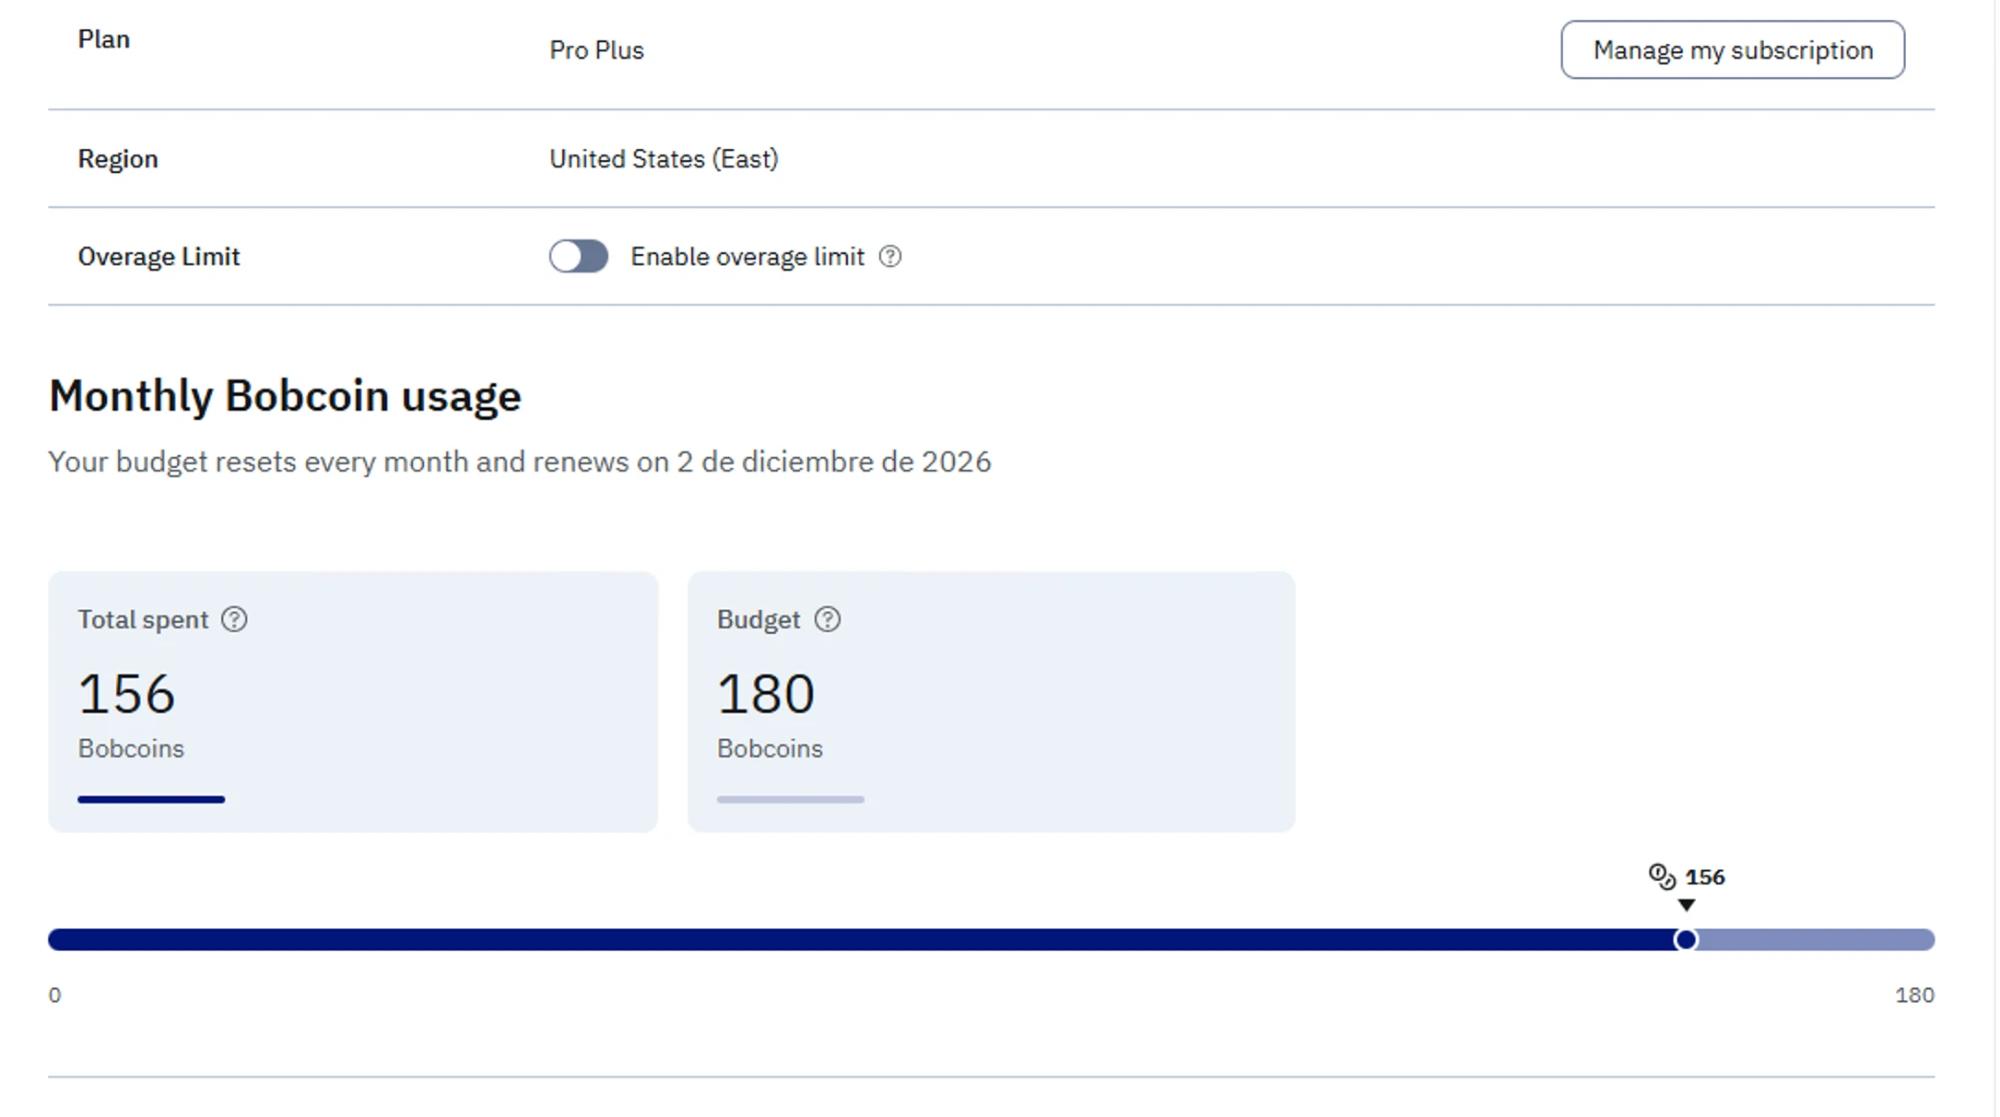 Plan
Pro Plus
Manage my subscription
Region
United States (East)
Overage Limit
Enable overage limit
Monthly Bobcoin usage
Your budget resets every month and renews on 2 de diciembre de 2026
Total spent
156
Bobcoins
Budget
180
Bobcoins
156
0
180